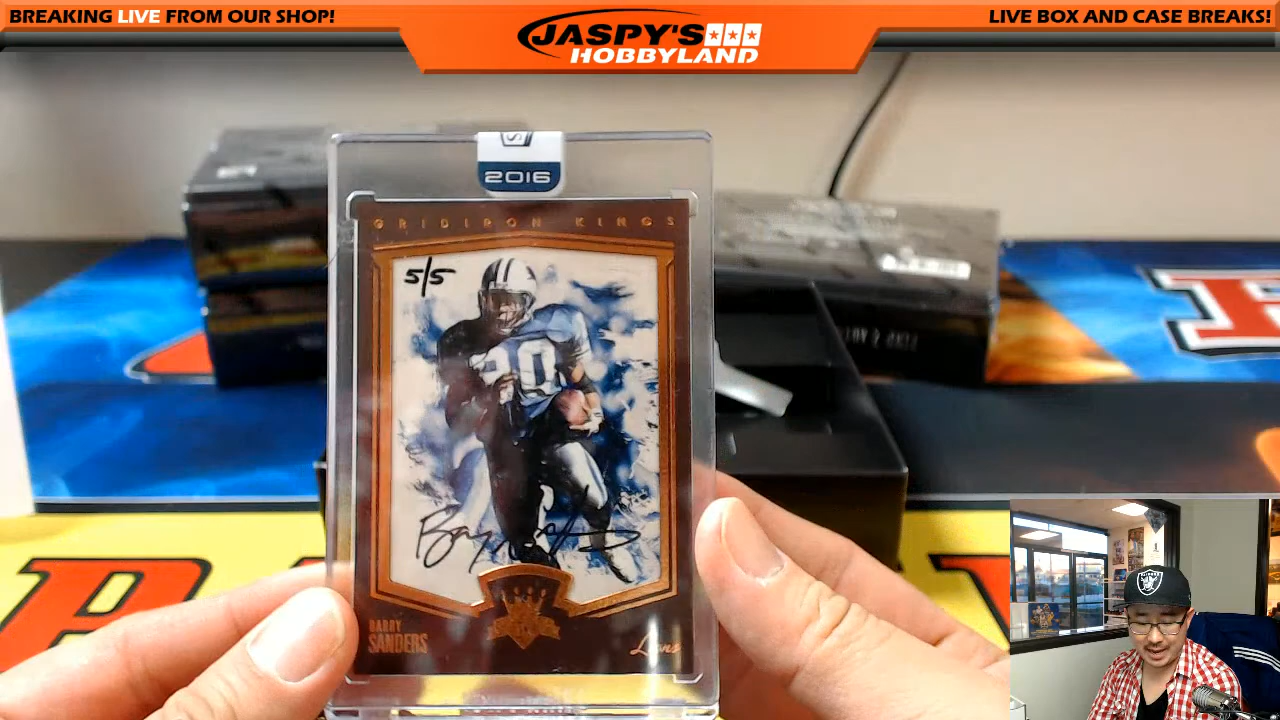 BREAKING LIVE FROM OUR SHOP!
JASPY'S
HOBBYLAND
LIVE BOX AND CASE BREAKS!
2016
GRIDIRON KINGS
5/5
20
BARRY
SANDERS
Lions